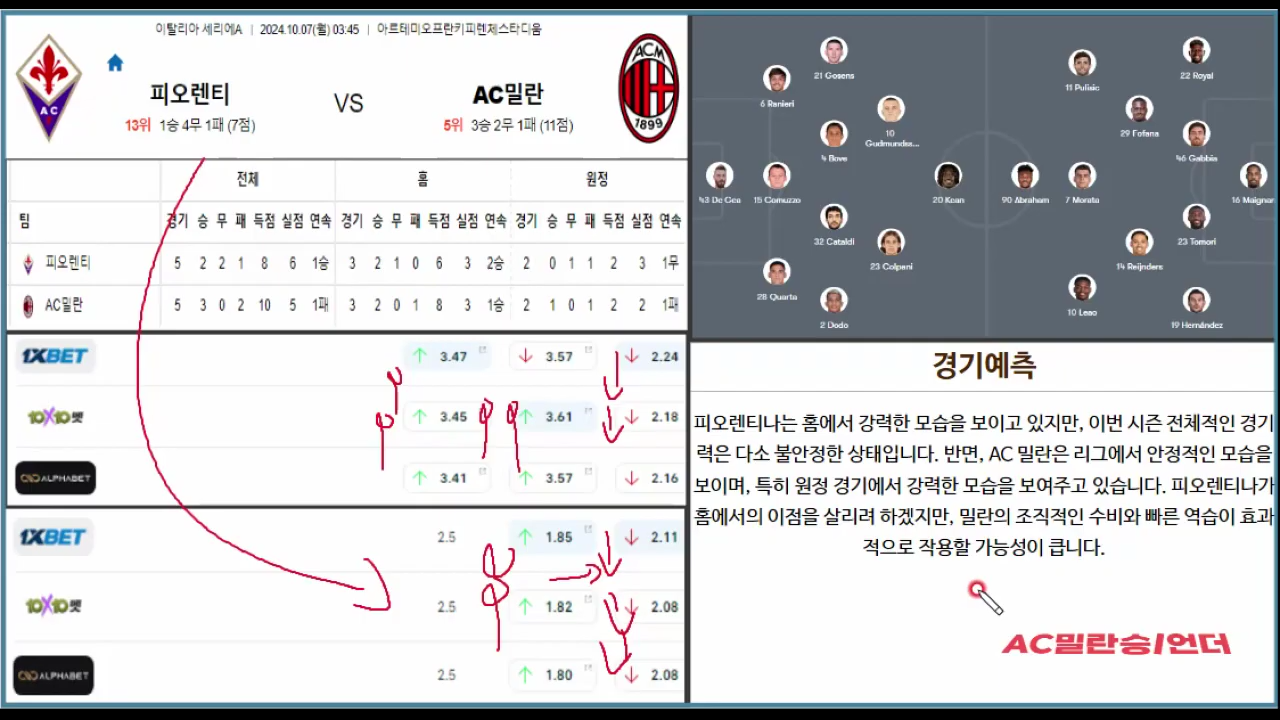 이탈리아 세리에A | 2024.10.07(월) 03:45 | 아르테미오프란키피렌체스타디움
피오렌티 VS AC밀란
13위 1승 4무 1패 (7점) 5위 3승 2무 1패 (11점)
AC
ACM
1899
전체 홈 원정
팀 경기 승 무 패 득점 실점 연속 경기 승 무 패 득점 실점 연속 경기 승 무 패 득점 실점 연속
피오렌티 5 2 2 1 8 6 1승 3 2 1 0 6 3 2승 2 0 1 1 2 3 1무
AC밀란 5 3 0 2 10 5 1패 3 2 0 1 8 3 1승 2 1 0 1 2 2 1패
1XBET 3.47 3.57 2.24
10X10벳 3.45 3.61 2.18
ALPHABET 3.41 3.57 2.16
1XBET 2.5 1.85 2.11
10X10벳 2.5 1.82 2.08
ALPHABET 2.5 1.80 2.08
21 Gosens
6 Ranieri
10
Gudmundss...
4 Bove
43 De Gea
15 Comuzzo
20 Kean
32 Cataldi
23 Colpani
28 Quarta
2 Dodo
11 Pulisic
22 Royal
29 Fofana
46 Gabbia
90 Abraham
7 Morata
16 Maignan
23 Tomori
14 Reijnders
10 Leao
19 Hernández
경기예측
피오렌티나는 홈에서 강력한 모습을 보이고 있지만, 이번 시즌 전체적인 경기
력은 다소 불안정한 상태입니다. 반면, AC 밀란은 리그에서 안정적인 모습을
보이며, 특히 원정 경기에서 강력한 모습을 보여주고 있습니다. 피오렌티나가
홈에서의 이점을 살리려 하겠지만, 밀란의 조직적인 수비와 빠른 역습이 효과
적으로 작용할 가능성이 큽니다.
AC밀란승/언더